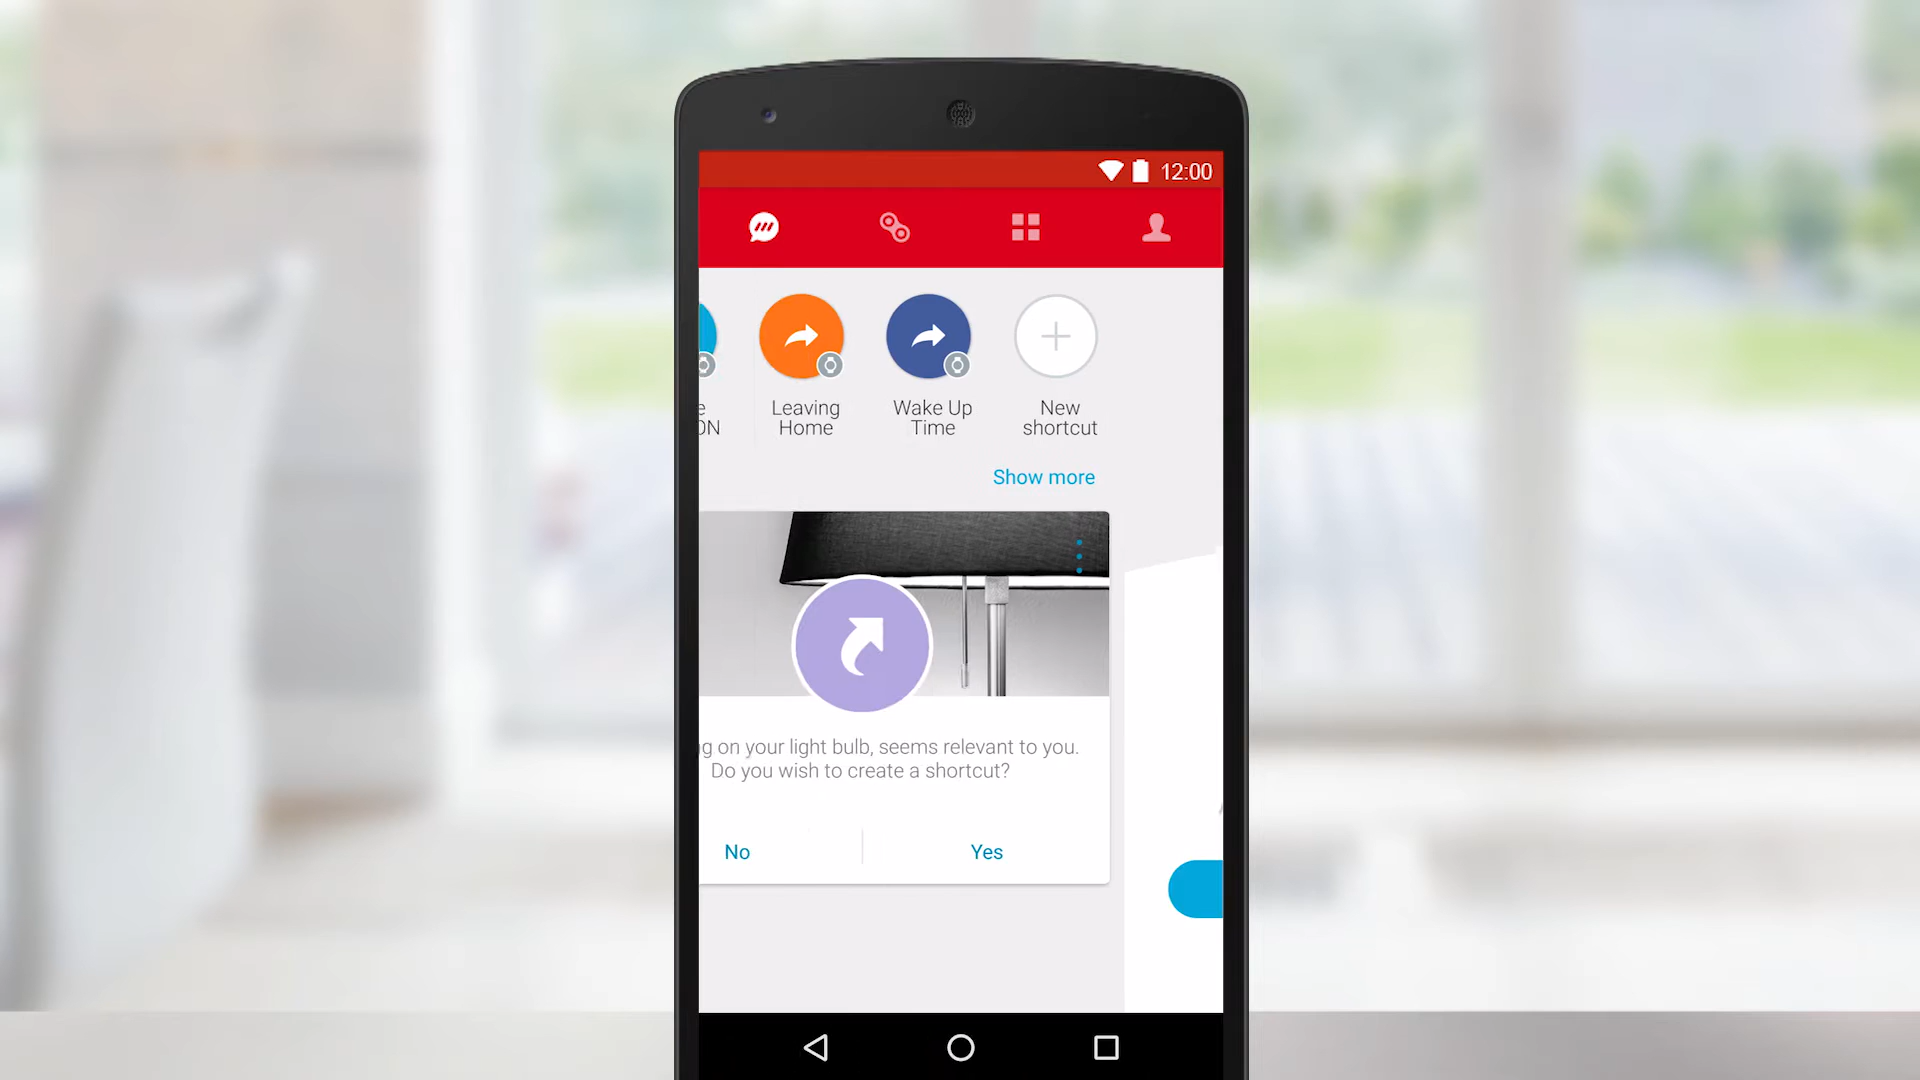 12:00
Leaving
Home
Wake Up
Time
New
shortcut
Show more
on your light bulb, seems relevant to you.
Do you wish to create a shortcut?
No
Yes